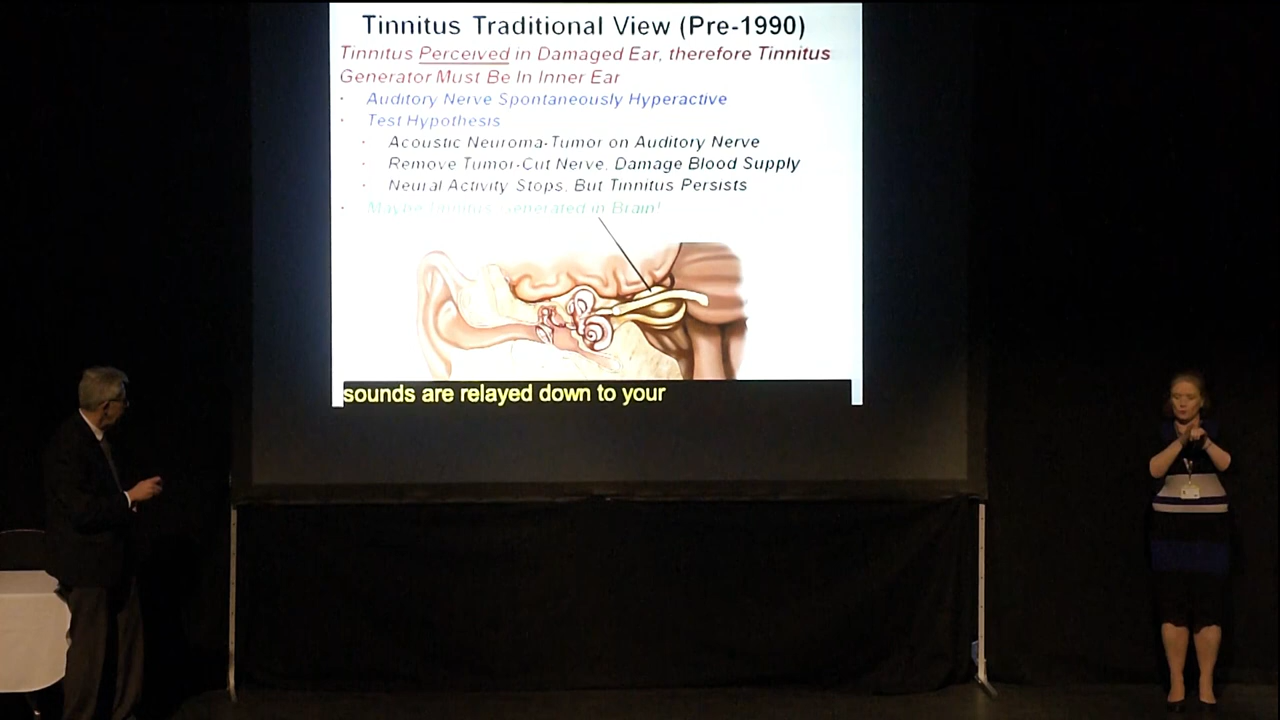 Tinnitus Traditional View (Pre-1990)
Tinnitus Perceived in Damaged Ear, therefore Tinnitus
Generator Must Be In Inner Ear
· Auditory Nerve Spontaneously Hyperactive
· Test Hypothesis
· Acoustic Neuroma-Tumor on Auditory Nerve
· Remove Tumor-Cut Nerve, Damage Blood Supply
· Neural Activity Stops, But Tinnitus Persists
· Maybe Tinnitus Generated in Brain!
sounds are relayed down to your